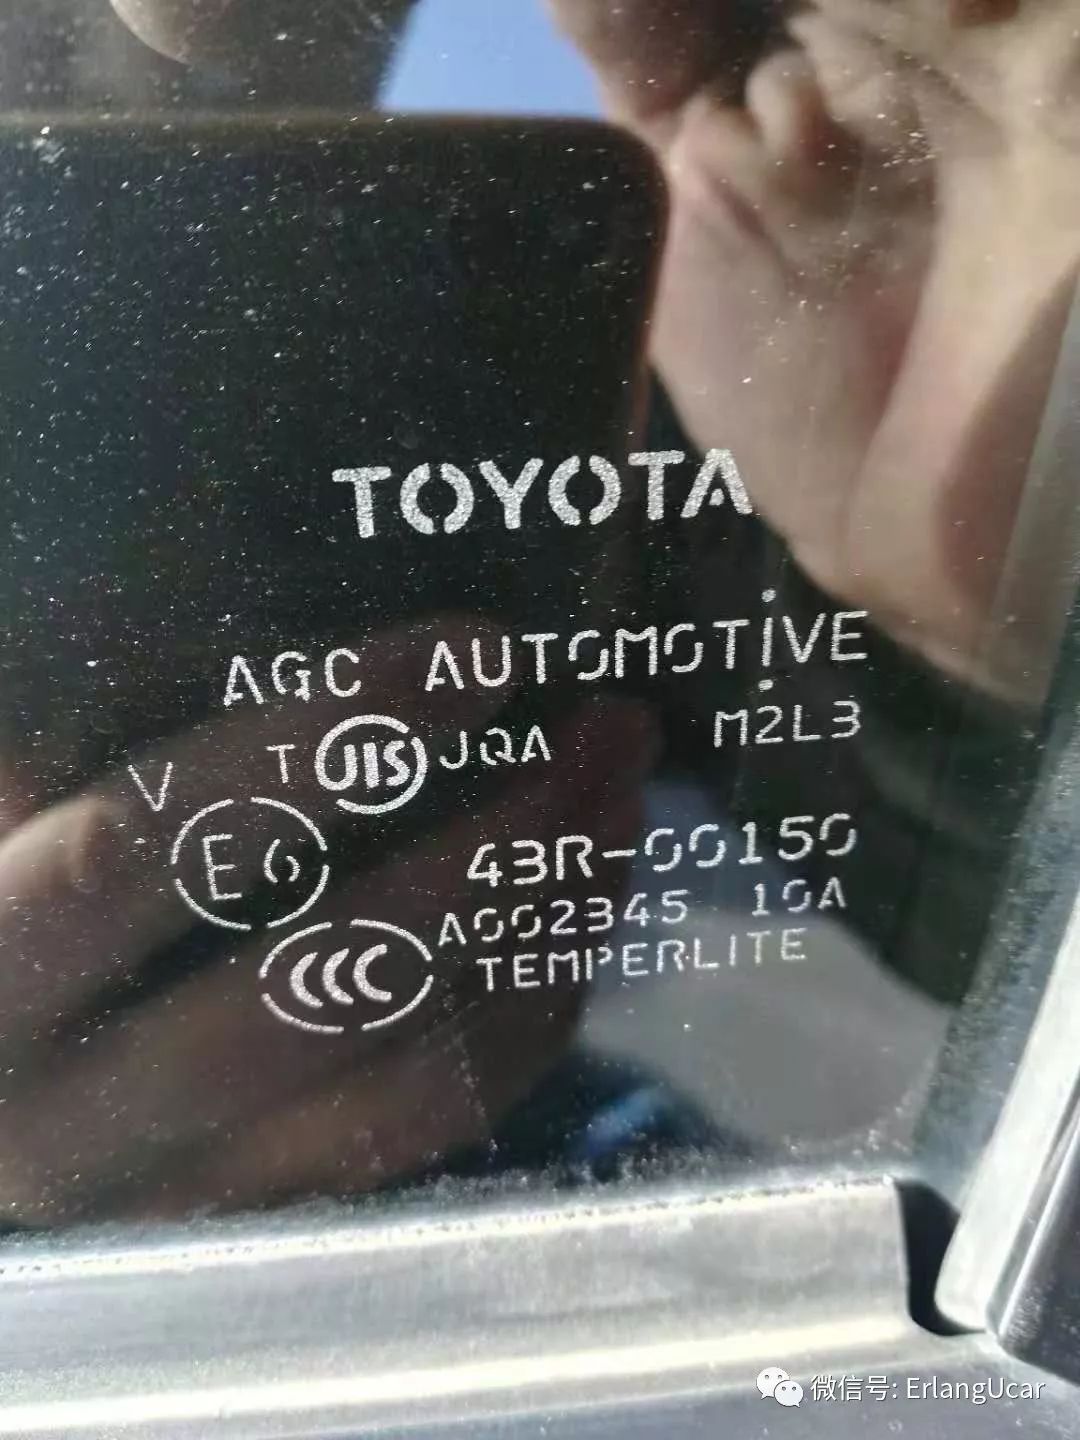 TOYOTA
AGC AUTOMOTIVE
V T JIS JQA M2L3
E6 43R-00150
CCC A002345 10A
TEMPERLITE
微信号: ErlangUcar